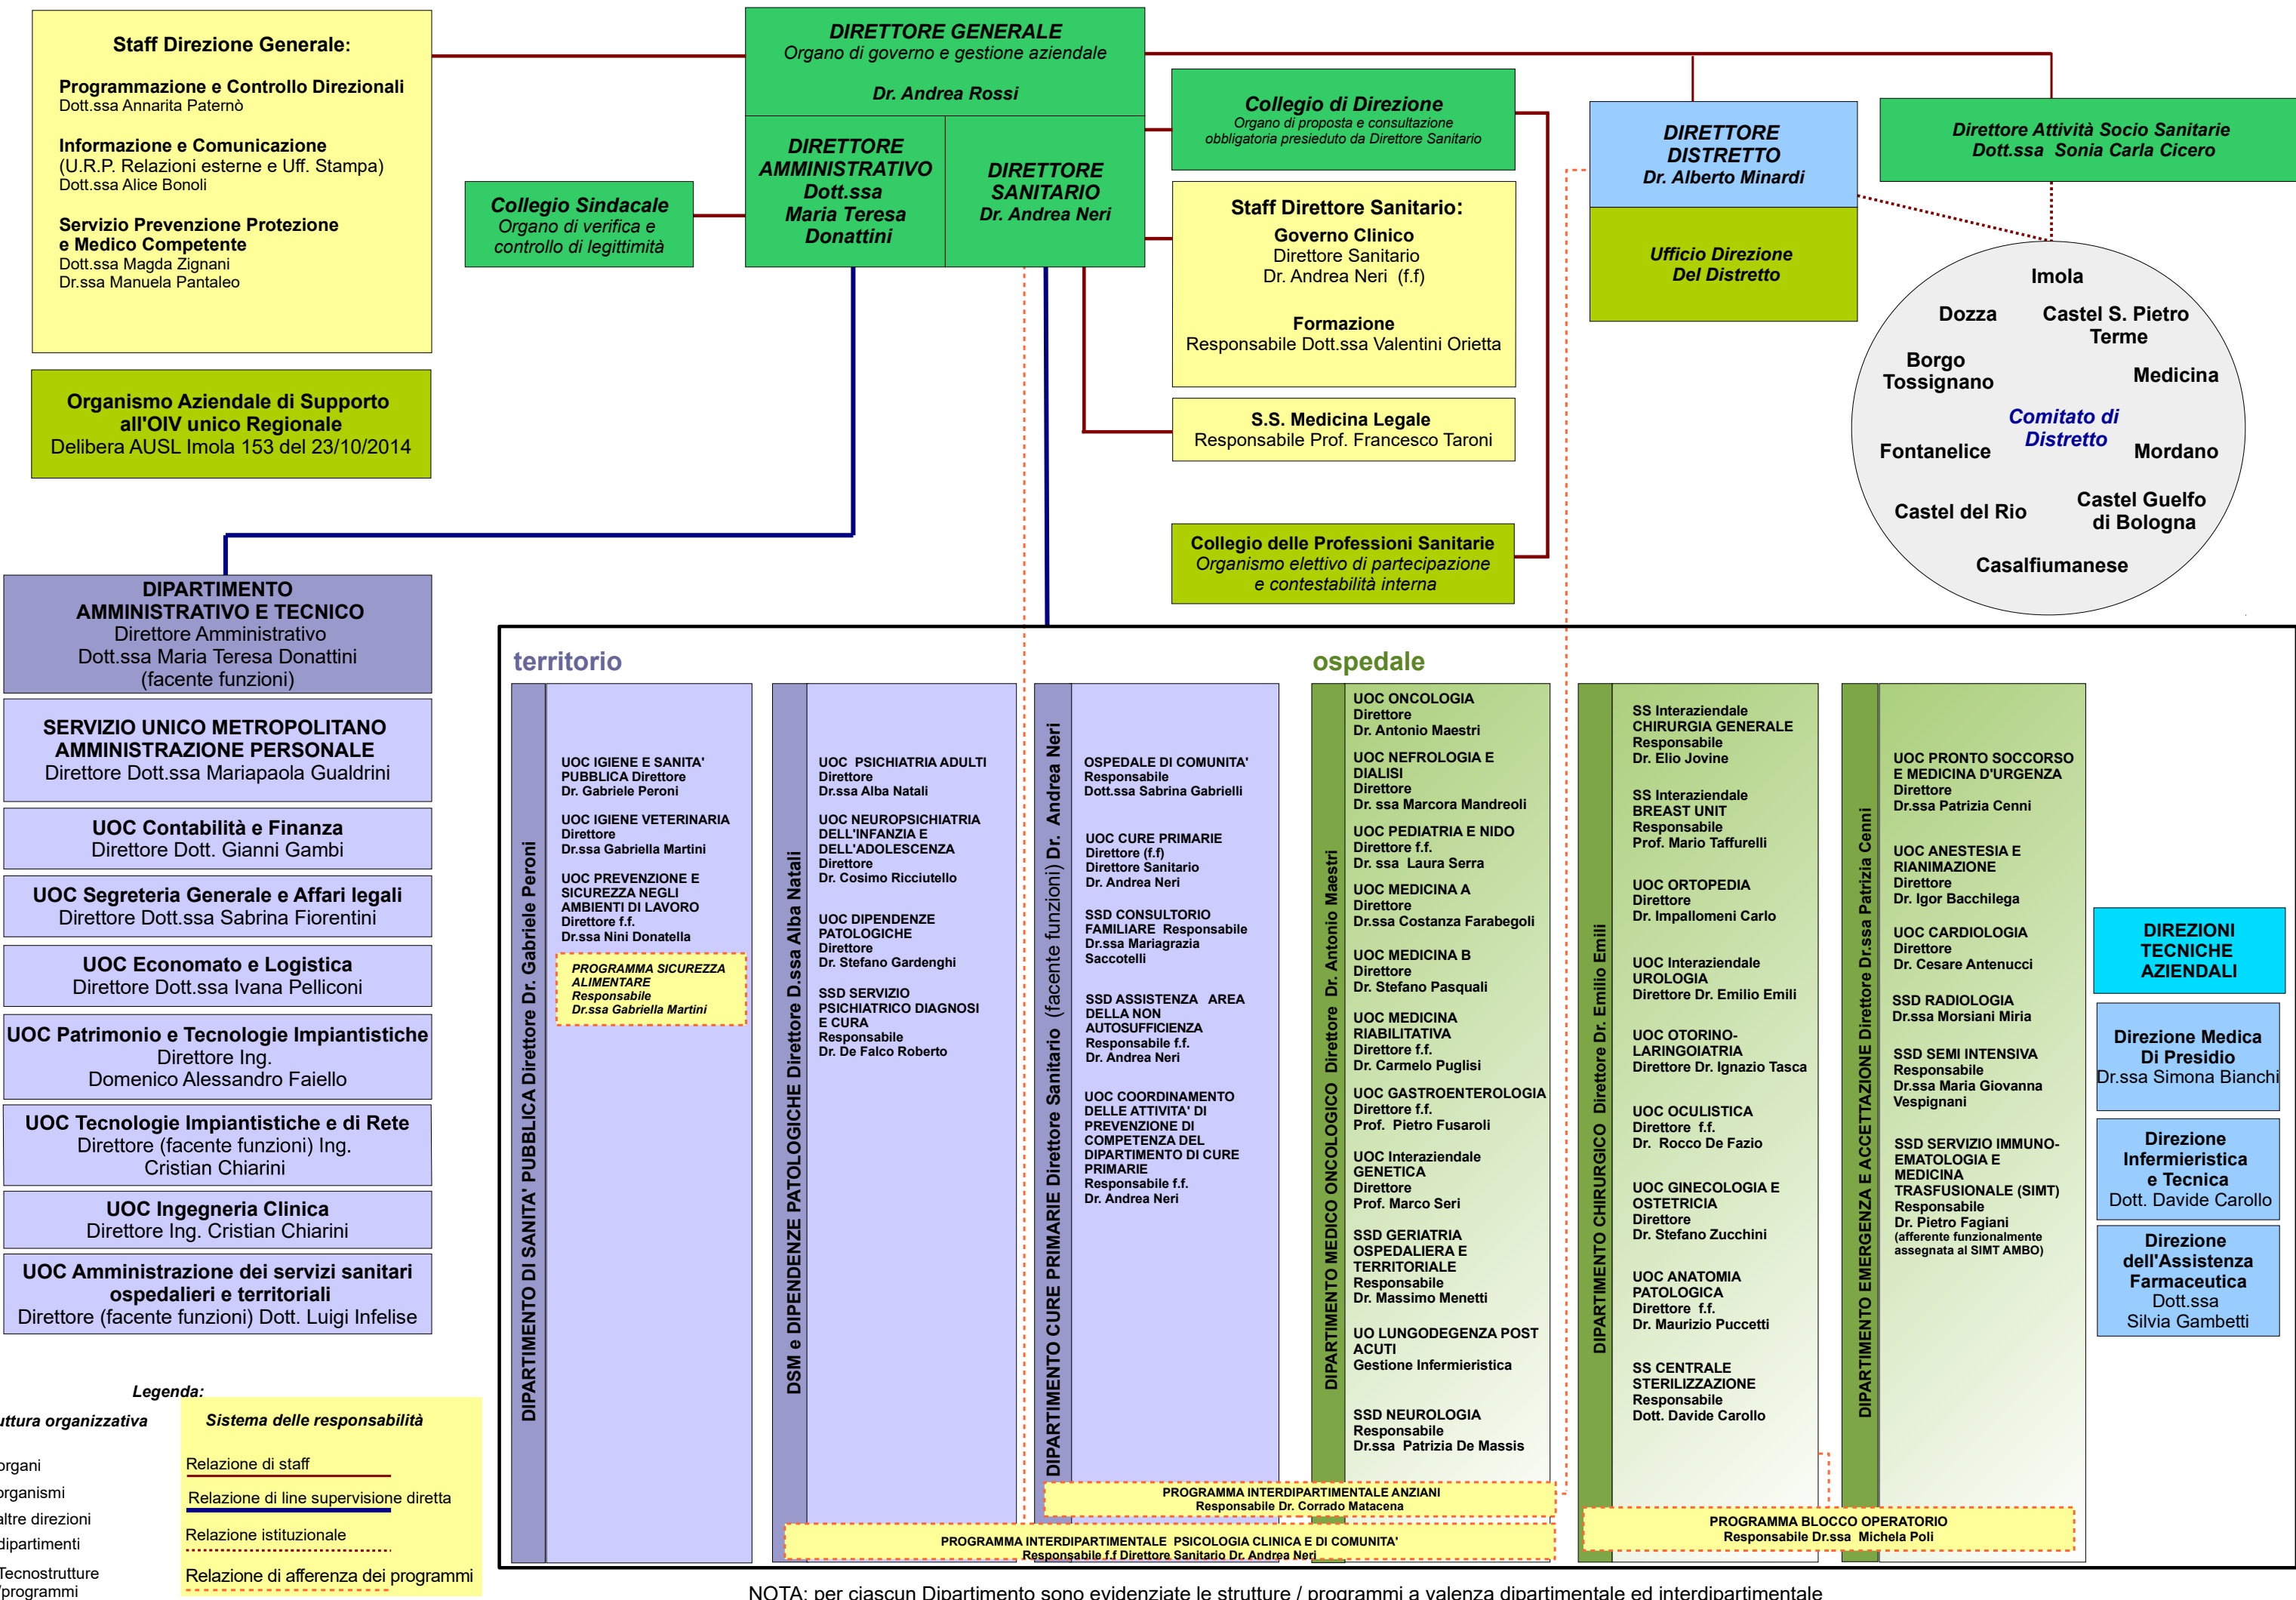 Staff Direzione Generale:
Programmazione e Controllo Direzionali
Dott.ssa Annarita Paternò
Informazione e Comunicazione
(U.R.P. Relazioni esterne e Uff. Stampa)
Dott.ssa Alice Bonoli
Servizio Prevenzione Protezione
e Medico Competente
Dott.ssa Magda Zignani
Dr.ssa Manuela Pantaleo
Organismo Aziendale di Supporto
all'OIV unico Regionale
Delibera AUSL Imola 153 del 23/10/2014
DIRETTORE GENERALE
Organo di governo e gestione aziendale
Dr. Andrea Rossi
DIRETTORE
AMMINISTRATIVO
Dott.ssa
Maria Teresa
Donattini
DIRETTORE
SANITARIO
Dr. Andrea Neri
Collegio Sindacale
Organo di verifica e
controllo di legittimità
Collegio di Direzione
Organo di proposta e consultazione
obbligatoria presieduto da Direttore Sanitario
Staff Direttore Sanitario:
Governo Clinico
Direttore Sanitario
Dr. Andrea Neri (f.f)
Formazione
Responsabile Dott.ssa Valentini Orietta
S.S. Medicina Legale
Responsabile Prof. Francesco Taroni
Collegio delle Professioni Sanitarie
Organismo elettivo di partecipazione
e contestabilità interna
DIRETTORE
DISTRETTO
Dr. Alberto Minardi
Ufficio Direzione
Del Distretto
Direttore Attività Socio Sanitarie
Dott.ssa Sonia Carla Cicero
Imola
Dozza
Castel S. Pietro
Terme
Borgo
Tossignano
Medicina
Comitato di
Distretto
Fontanelice
Mordano
Castel del Rio
Castel Guelfo
di Bologna
Casalfiumanese
DIPARTIMENTO
AMMINISTRATIVO E TECNICO
Direttore Amministrativo
Dott.ssa Maria Teresa Donattini
(facente funzioni)
SERVIZIO UNICO METROPOLITANO
AMMINISTRAZIONE PERSONALE
Direttore Dott.ssa Mariapaola Gualdrini
UOC Contabilità e Finanza
Direttore Dott. Gianni Gambi
UOC Segreteria Generale e Affari legali
Direttore Dott.ssa Sabrina Fiorentini
UOC Economato e Logistica
Direttore Dott.ssa Ivana Pelliconi
UOC Patrimonio e Tecnologie Impiantistiche
Direttore Ing.
Domenico Alessandro Faiello
UOC Tecnologie Impiantistiche e di Rete
Direttore (facente funzioni) Ing.
Cristian Chiarini
UOC Ingegneria Clinica
Direttore Ing. Cristian Chiarini
UOC Amministrazione dei servizi sanitari
ospedalieri e territoriali
Direttore (facente funzioni) Dott. Luigi Infelise
territorio
DIPARTIMENTO DI SANITA' PUBBLICA Direttore Dr. Gabriele Peroni
UOC IGIENE E SANITA'
PUBBLICA Direttore
Dr. Gabriele Peroni
UOC IGIENE VETERINARIA
Direttore
Dr.ssa Gabriella Martini
UOC PREVENZIONE E
SICUREZZA NEGLI
AMBIENTI DI LAVORO
Direttore f.f.
Dr.ssa Nini Donatella
PROGRAMMA SICUREZZA
ALIMENTARE
Responsabile
Dr.ssa Gabriella Martini
DSM e DIPENDENZE PATOLOGICHE Direttore D.ssa Alba Natali
UOC PSICHIATRIA ADULTI
Direttore
Dr.ssa Alba Natali
UOC NEUROPSICHIATRIA
DELL'INFANZIA E
DELL'ADOLESCENZA
Direttore
Dr. Cosimo Ricciutello
UOC DIPENDENZE
PATOLOGICHE
Direttore
Dr. Stefano Gardenghi
SSD SERVIZIO
PSICHIATRICO DIAGNOSI
E CURA
Responsabile
Dr. De Falco Roberto
DIPARTIMENTO CURE PRIMARIE Direttore Sanitario (facente funzioni) Dr. Andrea Neri
OSPEDALE DI COMUNITA'
Responsabile
Dott.ssa Sabrina Gabrielli
UOC CURE PRIMARIE
Direttore (f.f)
Direttore Sanitario
Dr. Andrea Neri
SSD CONSULTORIO
FAMILIARE Responsabile
Dr.ssa Mariagrazia
Saccotelli
SSD ASSISTENZA AREA
DELLA NON
AUTOSUFFICIENZA
Responsabile f.f.
Dr. Andrea Neri
UOC COORDINAMENTO
DELLE ATTIVITA' DI
PREVENZIONE DI
COMPETENZA DEL
DIPARTIMENTO DI CURE
PRIMARIE
Responsabile f.f.
Dr. Andrea Neri
ospedale
DIPARTIMENTO MEDICO ONCOLOGICO Direttore Dr. Antonio Maestri
UOC ONCOLOGIA
Direttore
Dr. Antonio Maestri
UOC NEFROLOGIA E
DIALISI
Direttore
Dr. ssa Marcora Mandreoli
UOC PEDIATRIA E NIDO
Direttore f.f.
Dr. ssa Laura Serra
UOC MEDICINA A
Direttore
Dr.ssa Costanza Farabegoli
UOC MEDICINA B
Direttore
Dr. Stefano Pasquali
UOC MEDICINA
RIABILITATIVA
Direttore f.f.
Dr. Carmelo Puglisi
UOC GASTROENTEROLOGIA
Direttore f.f.
Prof. Pietro Fusaroli
UOC Interaziendale
GENETICA
Direttore
Prof. Marco Seri
SSD GERIATRIA
OSPEDALIERA E
TERRITORIALE
Responsabile
Dr. Massimo Menetti
UO LUNGODEGENZA POST
ACUTI
Gestione Infermieristica
SSD NEUROLOGIA
Responsabile
Dr.ssa Patrizia De Massis
DIPARTIMENTO CHIRURGICO Direttore Dr. Emilio Emili
SS Interaziendale
CHIRURGIA GENERALE
Responsabile
Dr. Elio Jovine
SS Interaziendale
BREAST UNIT
Responsabile
Prof. Mario Taffurelli
UOC ORTOPEDIA
Direttore
Dr. Impallomeni Carlo
UOC Interaziendale
UROLOGIA
Direttore Dr. Emilio Emili
UOC OTORINO-
LARINGOIATRIA
Direttore Dr. Ignazio Tasca
UOC OCULISTICA
Direttore f.f.
Dr. Rocco De Fazio
UOC GINECOLOGIA E
OSTETRICIA
Direttore
Dr. Stefano Zucchini
UOC ANATOMIA
PATOLOGICA
Direttore f.f.
Dr. Maurizio Puccetti
SS CENTRALE
STERILIZZAZIONE
Responsabile
Dott. Davide Carollo
DIPARTIMENTO EMERGENZA E ACCETTAZIONE Direttore Dr.ssa Patrizia Cenni
UOC PRONTO SOCCORSO
E MEDICINA D'URGENZA
Direttore
Dr.ssa Patrizia Cenni
UOC ANESTESIA E
RIANIMAZIONE
Direttore
Dr. Igor Bacchilega
UOC CARDIOLOGIA
Direttore
Dr. Cesare Antenucci
SSD RADIOLOGIA
Dr.ssa Morsiani Miria
SSD SEMI INTENSIVA
Responsabile
Dr.ssa Maria Giovanna
Vespignani
SSD SERVIZIO IMMUNO-
EMATOLOGIA E
MEDICINA
TRASFUSIONALE (SIMT)
Responsabile
Dr. Pietro Fagiani
(afferente funzionalmente
assegnata al SIMT AMBO)
DIREZIONI
TECNICHE
AZIENDALI
Direzione Medica
Di Presidio
Dr.ssa Simona Bianchi
Direzione
Infermieristica
e Tecnica
Dott. Davide Carollo
Direzione
dell'Assistenza
Farmaceutica
Dott.ssa
Silvia Gambetti
PROGRAMMA INTERDIPARTIMENTALE ANZIANI
Responsabile Dr. Corrado Matacena
PROGRAMMA INTERDIPARTIMENTALE PSICOLOGIA CLINICA E DI COMUNITA'
Responsabile f.f Direttore Sanitario Dr. Andrea Neri
PROGRAMMA BLOCCO OPERATORIO
Responsabile Dr.ssa Michela Poli
Legenda:
uttura organizzativa
organi
organismi
altre direzioni
dipartimenti
Tecnostrutture
/programmi
Sistema delle responsabilità
Relazione di staff
Relazione di line supervisione diretta
Relazione istituzionale
Relazione di afferenza dei programmi
NOTA: per ciascun Dipartimento sono evidenziate le strutture / programmi a valenza dipartimentale ed interdipartimentale